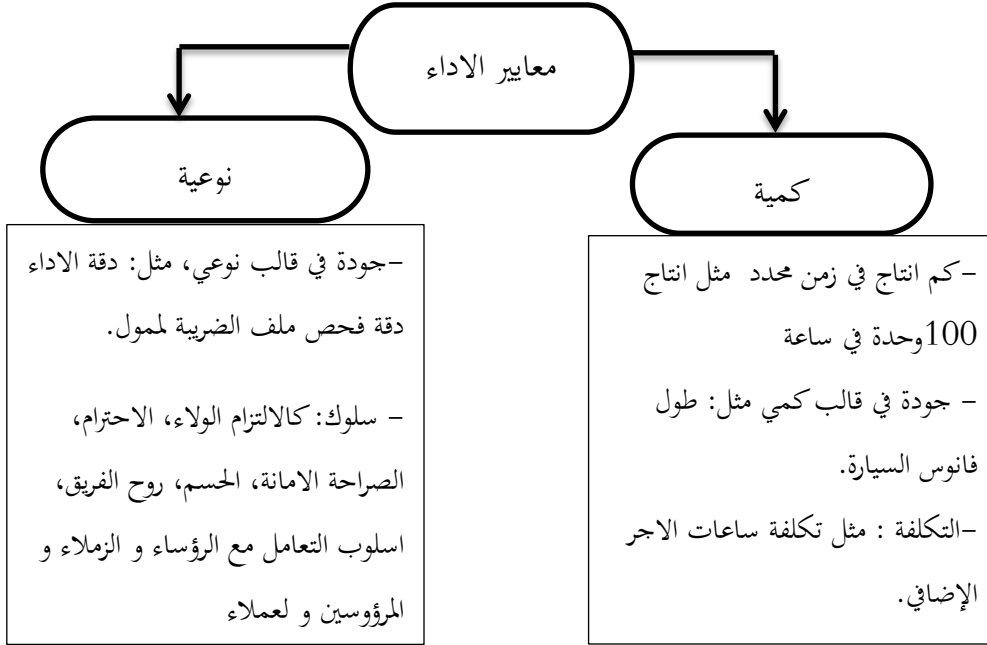 معايير الاداء
كمية
نوعية
-كم انتاج في زمن محدد مثل انتاج
100وحدة في ساعة
- جودة في قالب كمي مثل: طول
فانوس السيارة.
-التكلفة : مثل تكلفة ساعات الاجر
الإضافي.
-جودة في قالب نوعي، مثل: دقة الاداء
دقة فحص ملف الضريبة لممول.
- سلوك: كالالتزام الولاء، الاحترام،
الصراحة الامانة، الحسم، روح الفريق،
اسلوب التعامل مع الرؤساء و الزملاء و
المرؤوسين و لعملاء